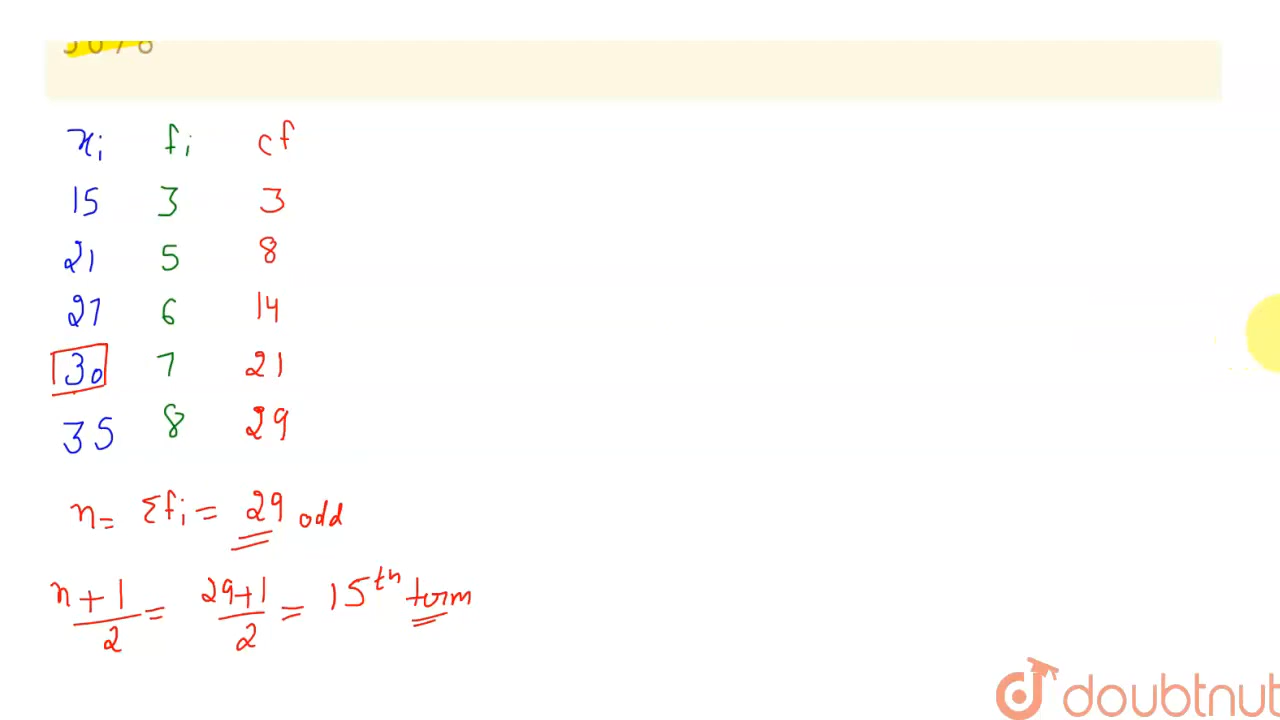 xi fi cf
15 3 3
21 5 8
27 6 14
30 7 21
35 8 29
n= Σfi = 29 odd
n+1/2 = 29+1/2 = 15th term
doubtnut